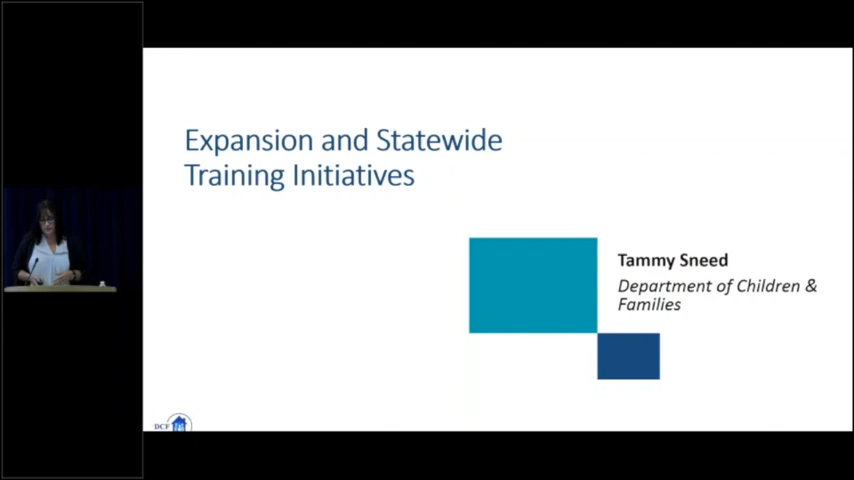 Expansion and Statewide
Training Initiatives
Tammy Sneed
Department of Children &
Families
DCF